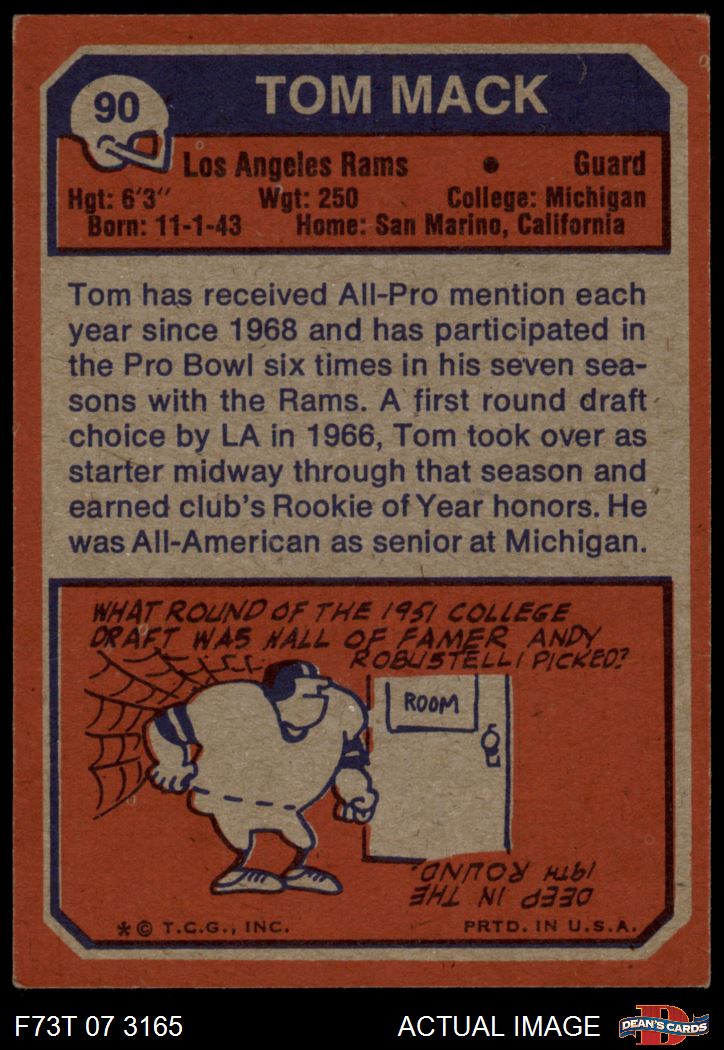 90
TOM MACK
Los Angeles Rams • Guard
Hgt: 6'3" Wgt: 250 College: Michigan
Born: 11-1-43 Home: San Marino, California
Tom has received All-Pro mention each
year since 1968 and has participated in
the Pro Bowl six times in his seven sea-
sons with the Rams. A first round draft
choice by LA in 1966, Tom took over as
starter midway through that season and
earned club's Rookie of Year honors. He
was All-American as senior at Michigan.
WHAT ROUND OF THE 1951 COLLEGE
DRAFT WAS HALL OF FAMER ANDY
ROBUSTELLI PICKED?
ROOM
DEEP IN THE
19TH ROUND.
* © T.C.G., INC. PRTD. IN U.S.A.
F73T 07 3165 ACTUAL IMAGE D DEAN'S CARDS